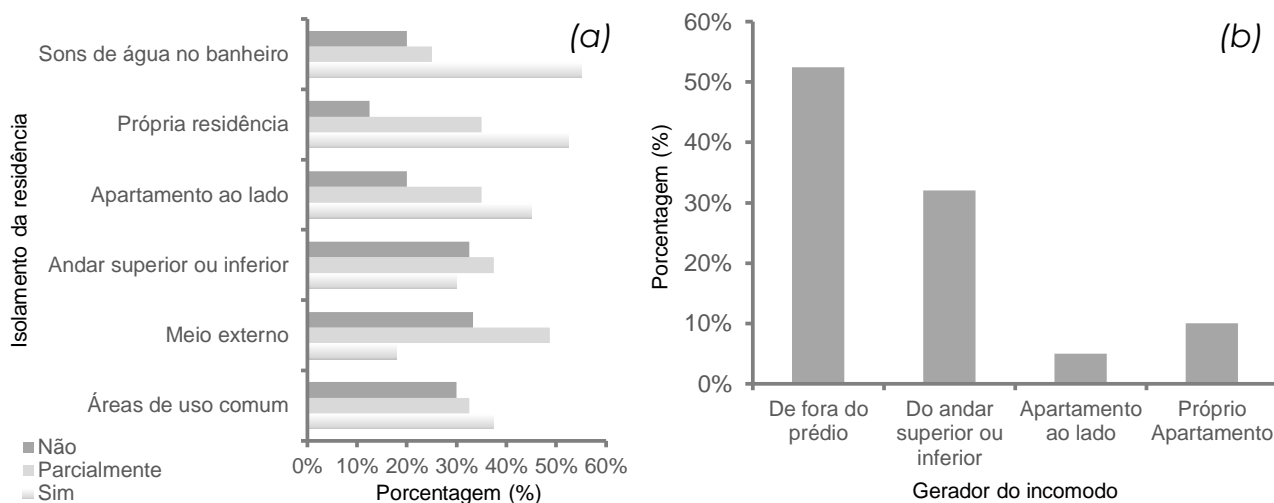 (a)
Isolamento da residência
Sons de água no banheiro
Própria residência
Apartamento ao lado
Andar superior ou inferior
Meio externo
Áreas de uso comum
Não
Parcialmente
Sim
0% 10% 20% 30% 40% 50% 60%
Porcentagem (%)
(b)
Porcentagem (%)
60%
50%
40%
30%
20%
10%
0%
De fora do
prédio
Do andar
superior ou
inferior
Apartamento
ao lado
Próprio
Apartamento
Gerador do incomodo